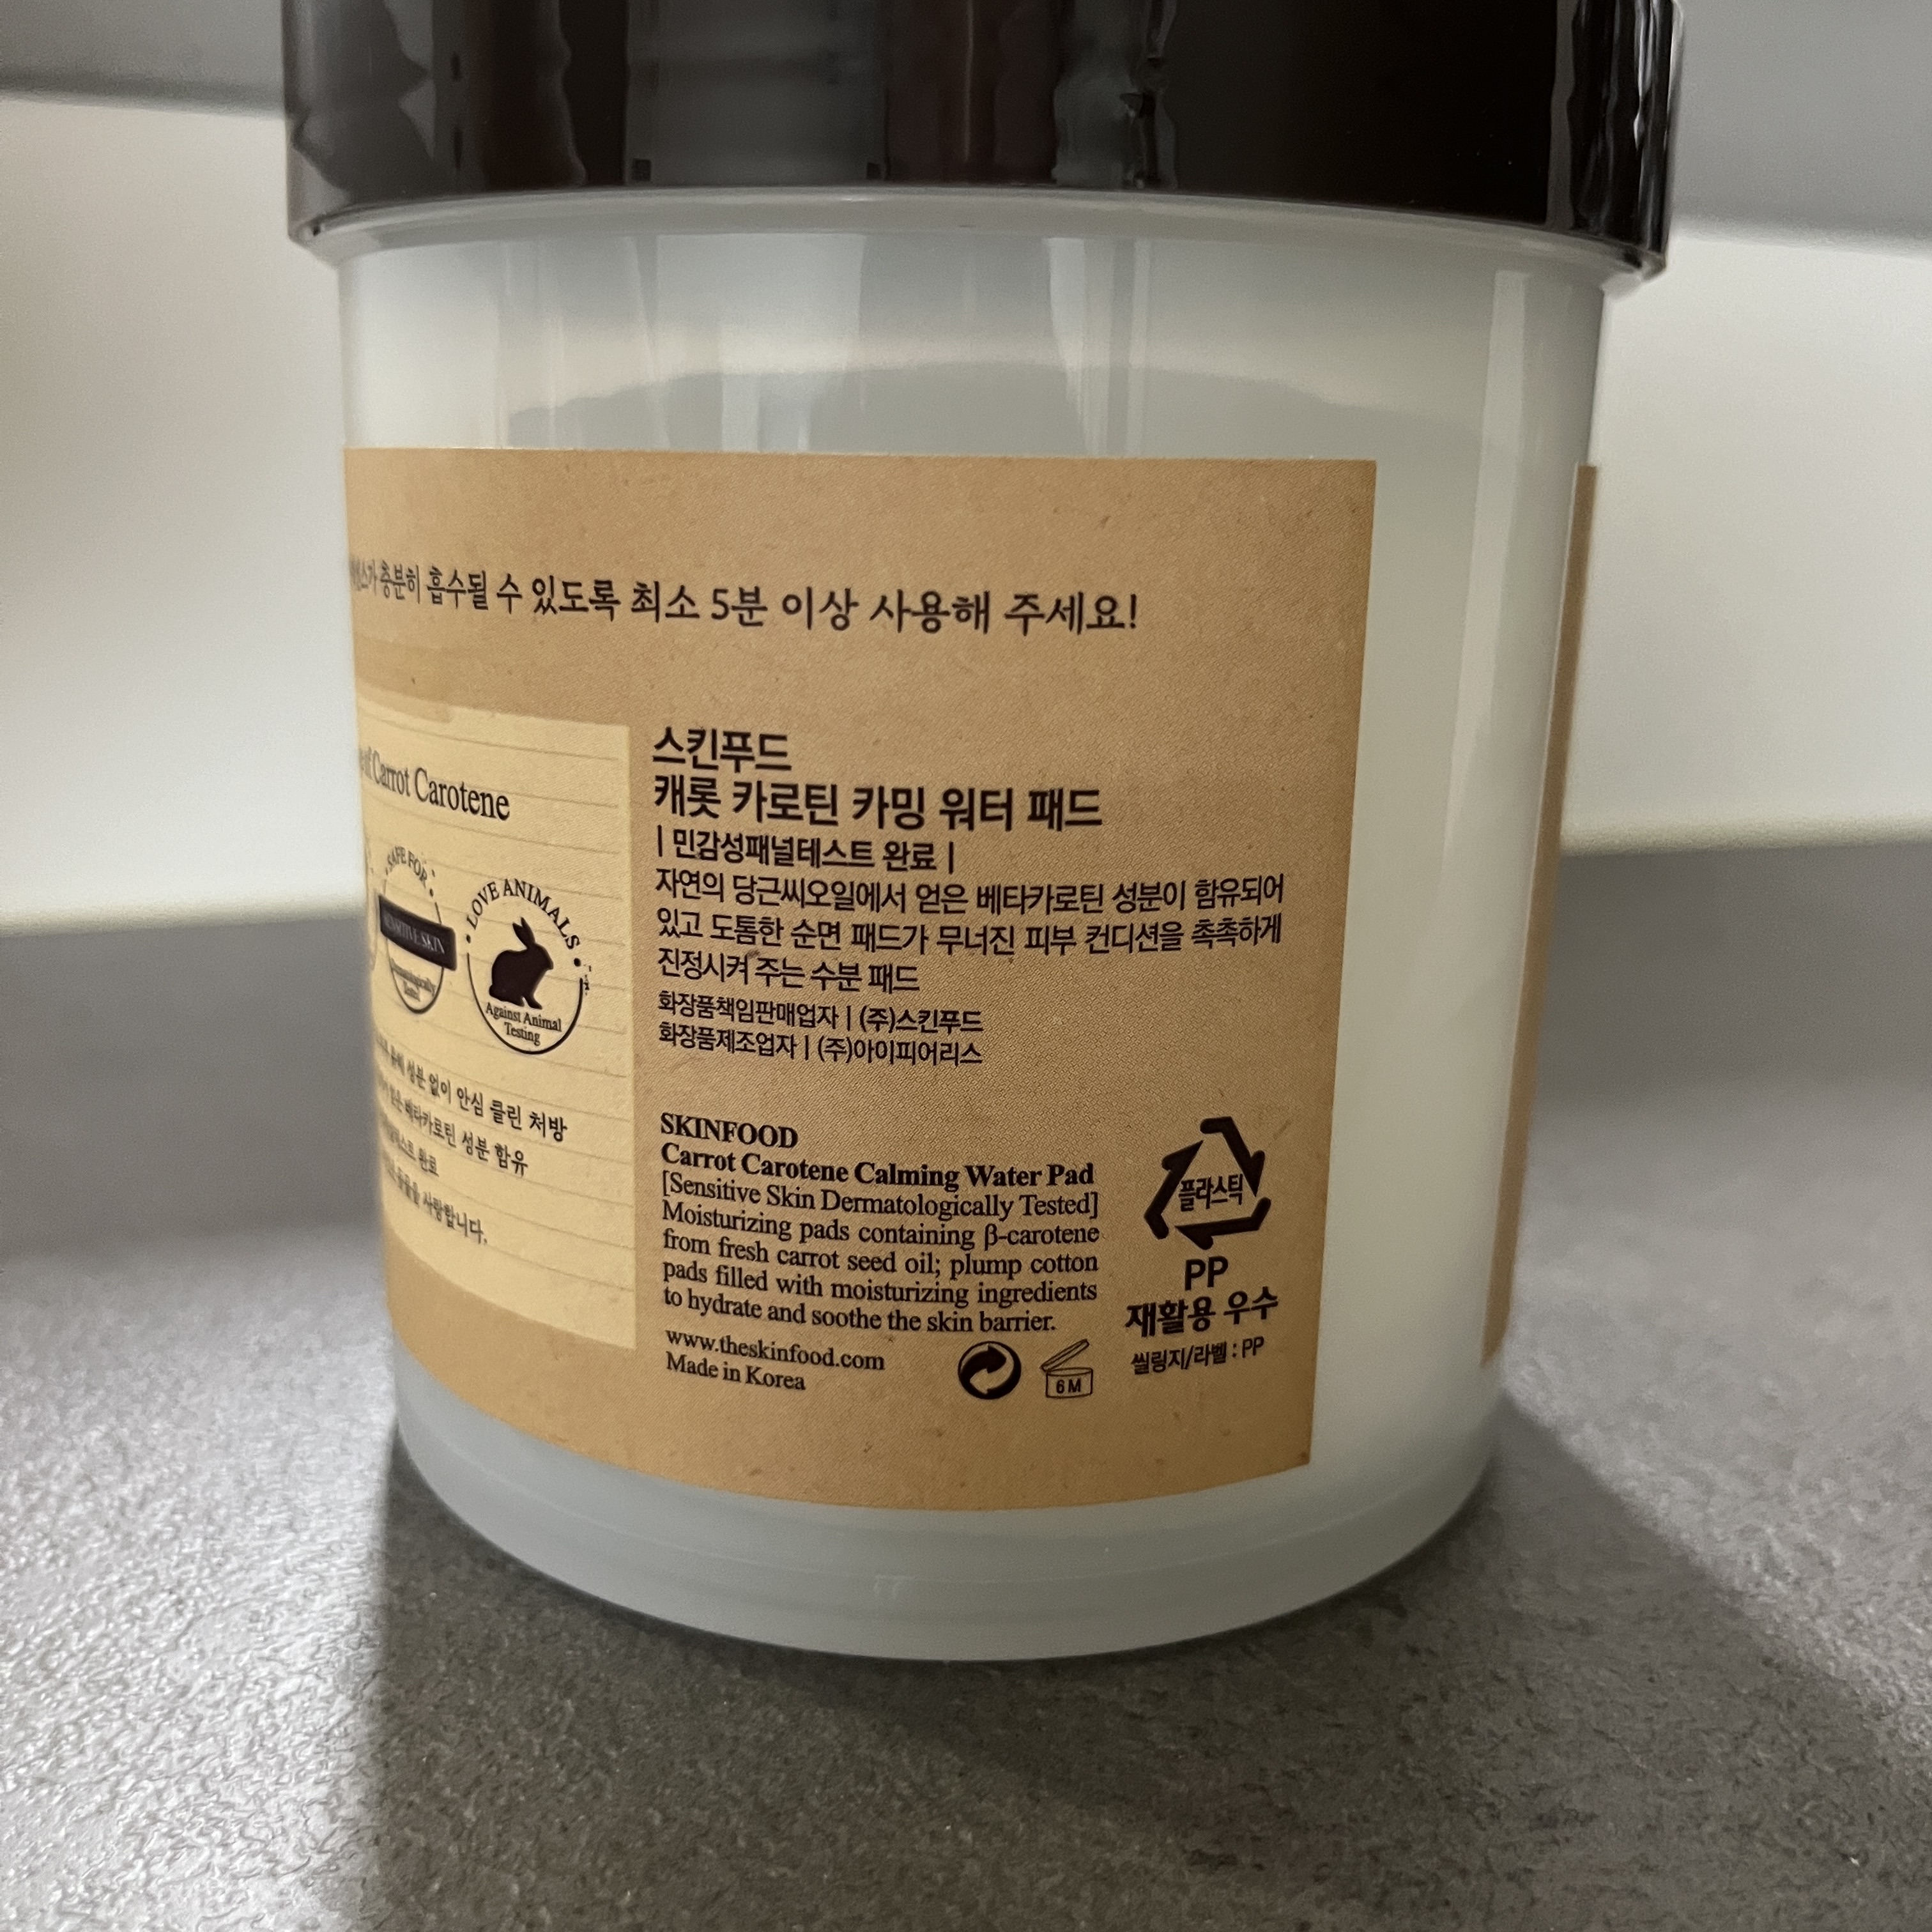 충분히 흡수될 수 있도록 최소 5분 이상 사용해 주세요!
of Carrot Carotene
SAFE FOR
SENSITIVE SKIN
Dermatologically
Tested
LOVE ANIMALS
Against Animal
Testing
성분 없이 안심 클린 처방
베타카로틴 성분 함유
완료
사랑합니다.
스킨푸드
캐롯 카로틴 카밍 워터 패드
| 민감성패널테스트 완료 |
자연의 당근씨오일에서 얻은 베타카로틴 성분이 함유되어
있고 도톰한 순면 패드가 무너진 피부 컨디션을 촉촉하게
진정시켜 주는 수분 패드
화장품책임판매업자 | (주)스킨푸드
화장품제조업자 | (주)아이피어리스
SKINFOOD
Carrot Carotene Calming Water Pad
[Sensitive Skin Dermatologically Tested]
Moisturizing pads containing β-carotene
from fresh carrot seed oil; plump cotton
pads filled with moisturizing ingredients
to hydrate and soothe the skin barrier.
www.theskinfood.com
Made in Korea
6M
플라스틱
PP
재활용 우수
씰링지/라벨 : PP